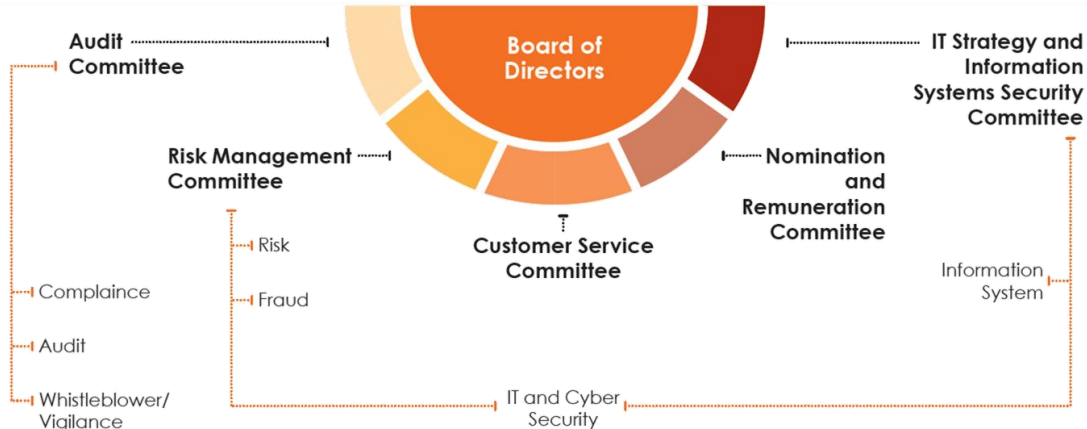 Audit
Committee
Board of
Directors
IT Strategy and
Information
Systems Security
Committee
Risk Management
Committee
Nomination
and
Remuneration
Committee
Customer Service
Committee
Risk
Fraud
Complaince
Audit
Whistleblower/
Vigilance
IT and Cyber
Security
Information
System